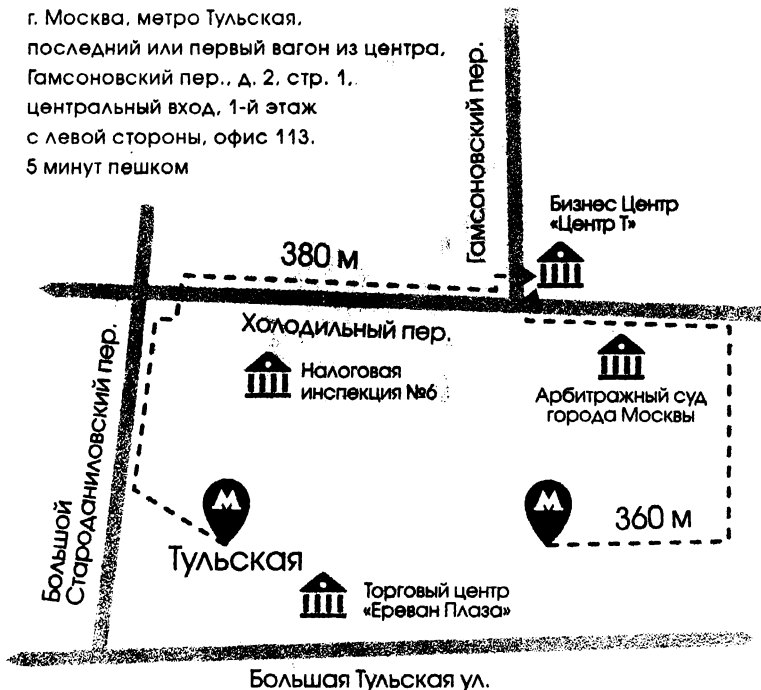 г. Москва, метро Тульская,
последний или первый вагон из центра,
Гамсоновский пер., д. 2, стр. 1,
центральный вход, 1-й этаж
с левой стороны, офис 113.
5 минут пешком
Гамсоновский пер.
Бизнес Центр
«Центр Т»
380 м
Холодильный пер.
Налоговая
инспекция №6
Арбитражный суд
города Москвы
Большой
Староданиловский пер.
М
Тульская
М
360 м
Торговый центр
«Ереван Плаза»
Большая Тульская ул.